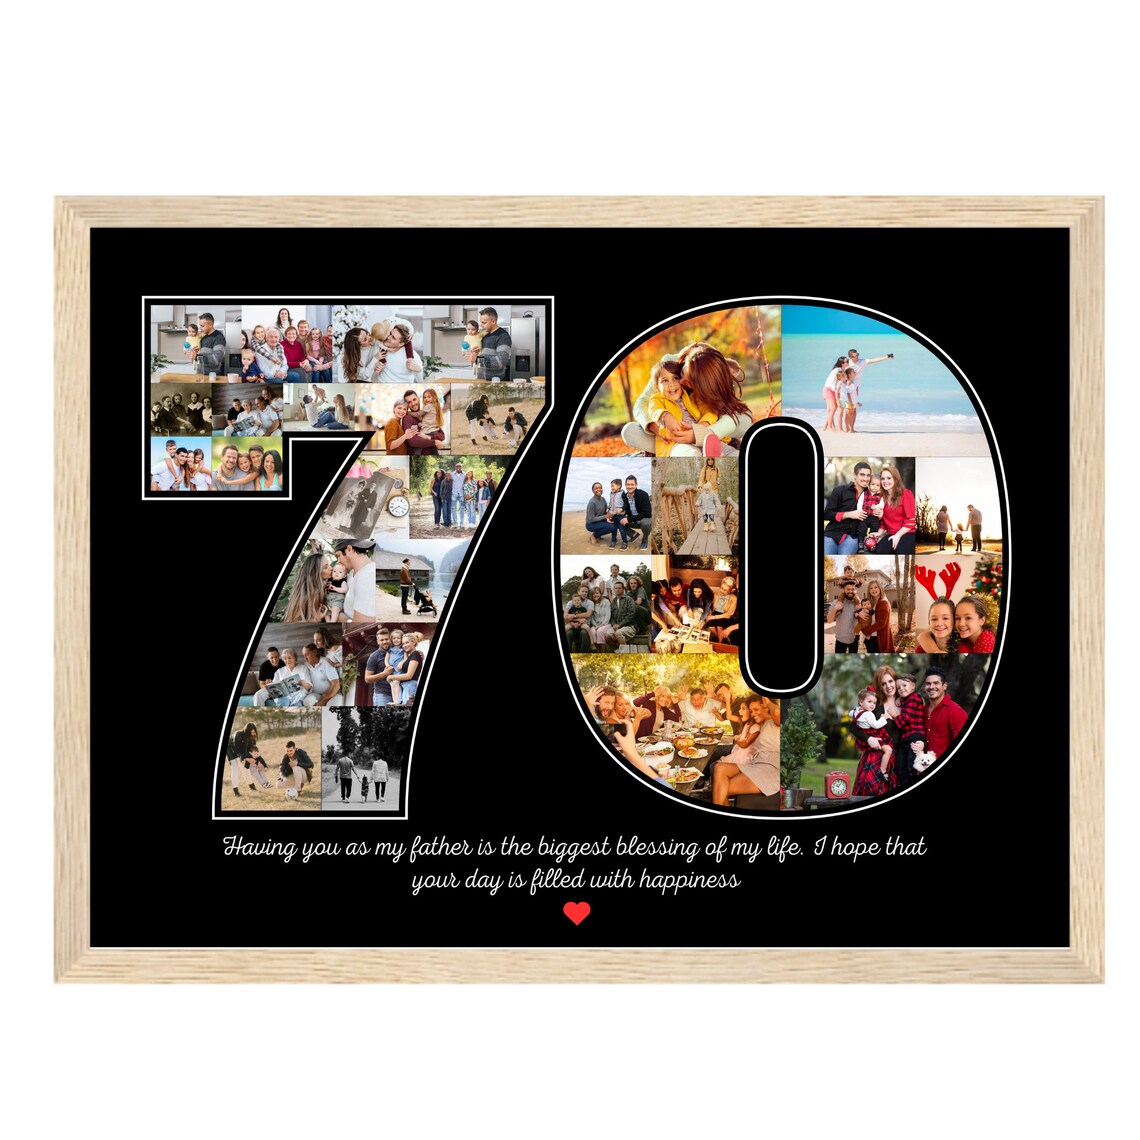 70
Having you as my father is the biggest blessing of my life. I hope that
your day is filled with happiness